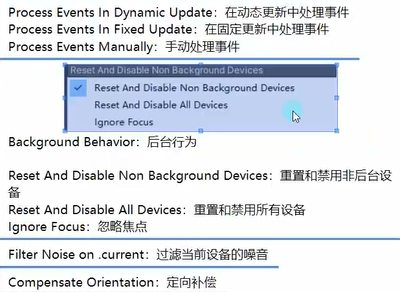 Process Events In Dynamic Update：在动态更新中处理事件
Process Events In Fixed Update：在固定更新中处理事件
Process Events Manually：手动处理事件
Reset And Disable Non Background Devices
Reset And Disable Non Background Devices
Reset And Disable All Devices
Ignore Focus
Background Behavior：后台行为
Reset And Disable Non Background Devices：重置和禁用非后台设
备
Reset And Disable All Devices：重置和禁用所有设备
Ignore Focus：忽略焦点
Filter Noise on .current：过滤当前设备的噪音
Compensate Orientation：定向补偿